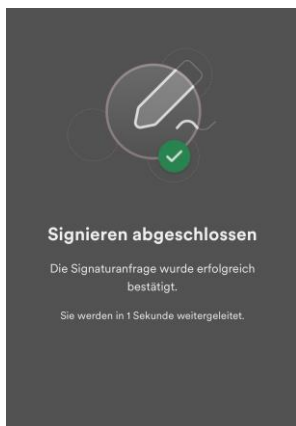 Signieren abgeschlossen
Die Signaturanfrage wurde erfolgreich
bestätigt.
Sie werden in 1 Sekunde weitergeleitet.